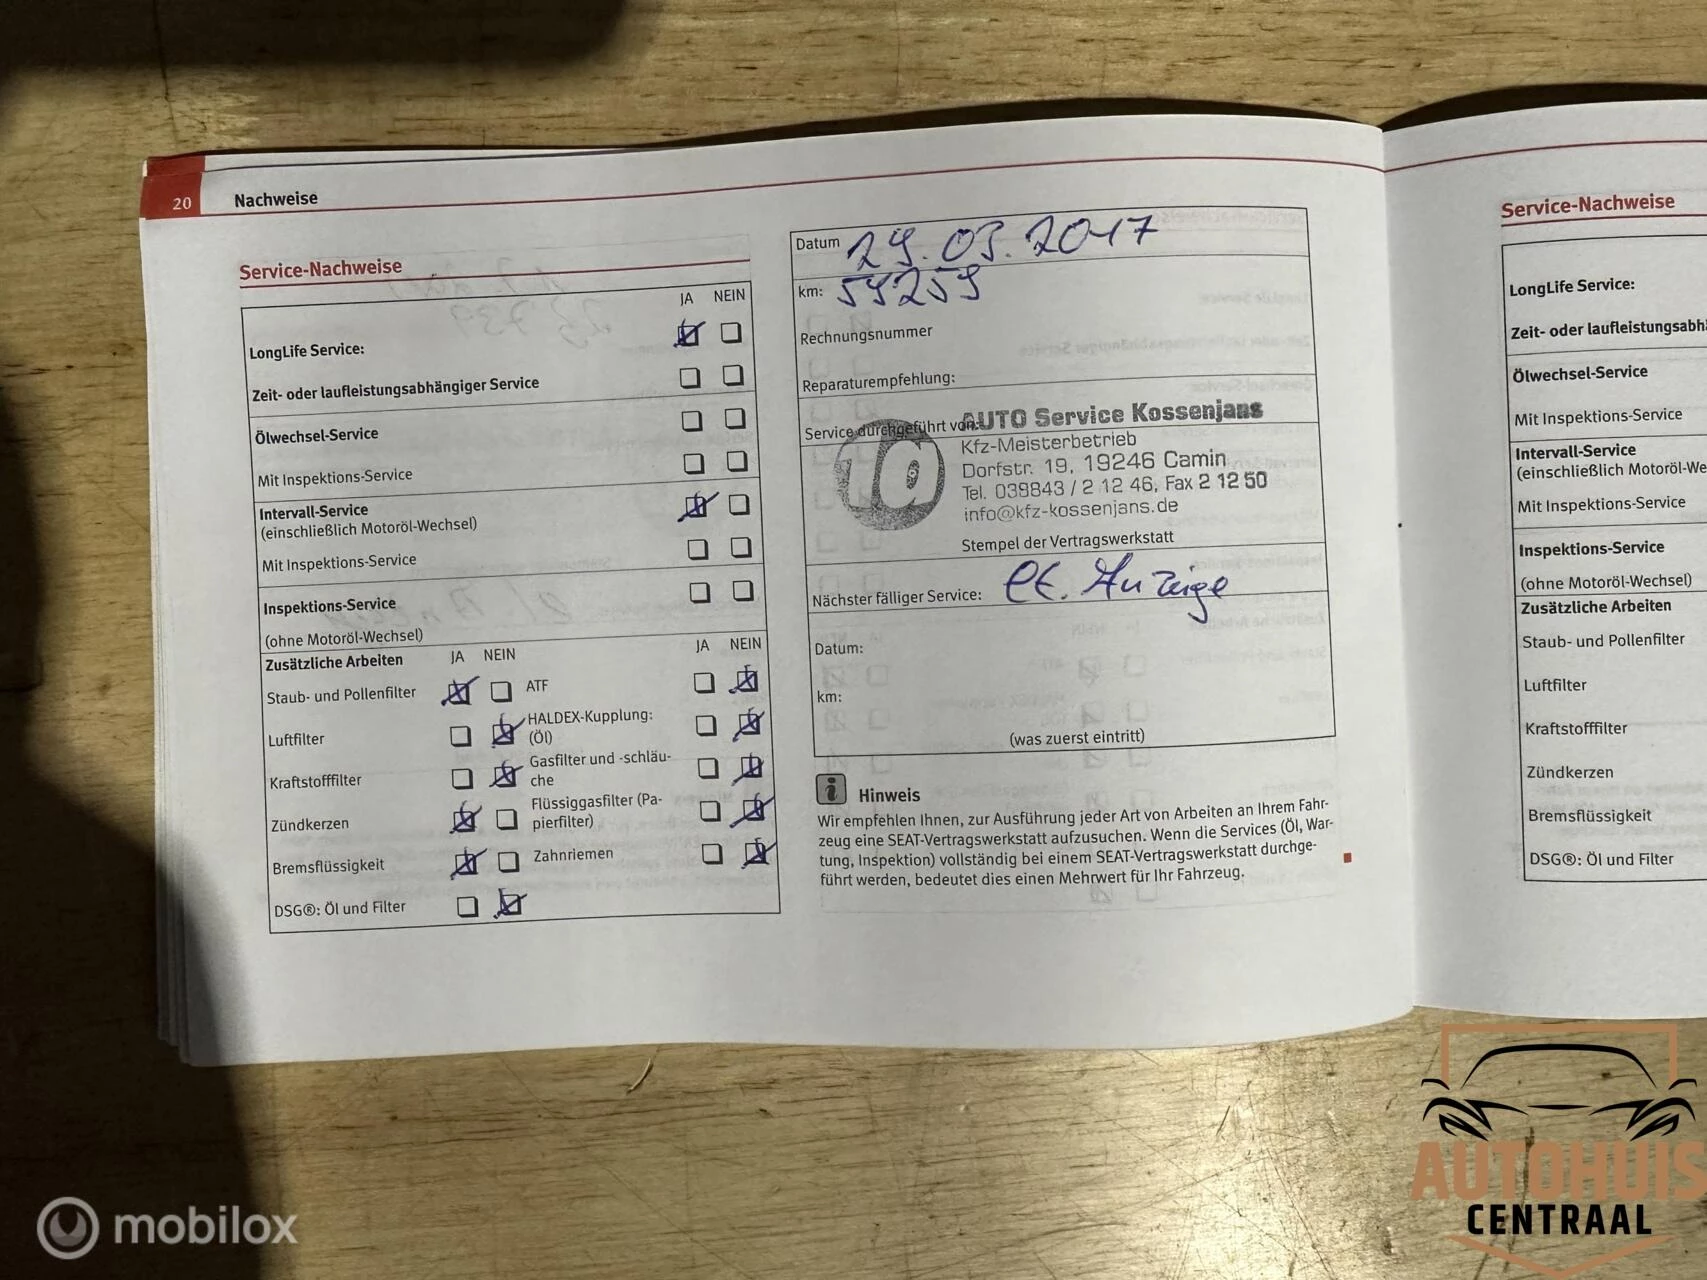 20
Nachweise
Service-Nachweise
JA NEIN
LongLife Service:
Zeit- oder laufleistungsabhängiger Service
Ölwechsel-Service
Mit Inspektions-Service
Intervall-Service
(einschließlich Motoröl-Wechsel)
Mit Inspektions-Service
Inspektions-Service
(ohne Motoröl-Wechsel)
Zusätzliche Arbeiten JA NEIN JA NEIN
Staub- und Pollenfilter ATF
Luftfilter HALDEX-Kupplung:
(Öl)
Kraftstofffilter Gasfilter und -schläu-
che
Zündkerzen Flüssiggasfilter (Pa-
pierfilter)
Bremsflüssigkeit Zahnriemen
DSG®: Öl und Filter
Datum 29.03.2017
km: 59259
Rechnungsnummer
Reparaturempfehlung:
Service durchgeführt von:
AUTO Service Kossenjans
Kfz-Meisterbetrieb
Dorfstr. 19, 19246 Camin
Tel. 038843 / 2 12 46, Fax 2 12 50
info@kfz-kossenjans.de
Stempel der Vertragswerkstatt
Nächster fälliger Service: lt. Anzeige
Datum:
km:
(was zuerst eintritt)
Hinweis
Wir empfehlen Ihnen, zur Ausführung jeder Art von Arbeiten an Ihrem Fahr-
zeug eine SEAT-Vertragswerkstatt aufzusuchen. Wenn die Services (Öl, War-
tung, Inspektion) vollständig bei einem SEAT-Vertragswerkstatt durchge-
führt werden, bedeutet dies einen Mehrwert für Ihr Fahrzeug.
Service-Nachweise
LongLife Service:
Zeit- oder laufleistungsabh
Ölwechsel-Service
Mit Inspektions-Service
Intervall-Service
(einschließlich Motoröl-We
Mit Inspektions-Service
Inspektions-Service
(ohne Motoröl-Wechsel)
Zusätzliche Arbeiten
Staub- und Pollenfilter
Luftfilter
Kraftstofffilter
Zündkerzen
Bremsflüssigkeit
DSG®: Öl und Filter
mobilox
AUTOHUIS
CENTRAAL